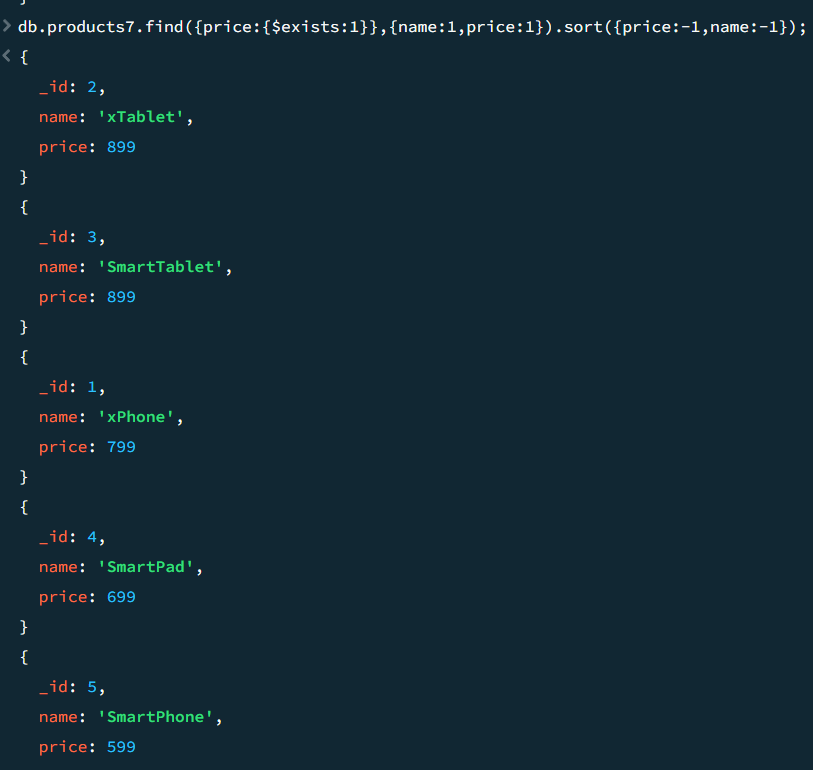 db.products7.find({price:{$exists:1}},{name:1,price:1}).sort({price:-1,name:-1});
{
_id: 2,
name: 'xTablet',
price: 899
}
{
_id: 3,
name: 'SmartTablet',
price: 899
}
{
_id: 1,
name: 'xPhone',
price: 799
}
{
_id: 4,
name: 'SmartPad',
price: 699
}
{
_id: 5,
name: 'SmartPhone',
price: 599